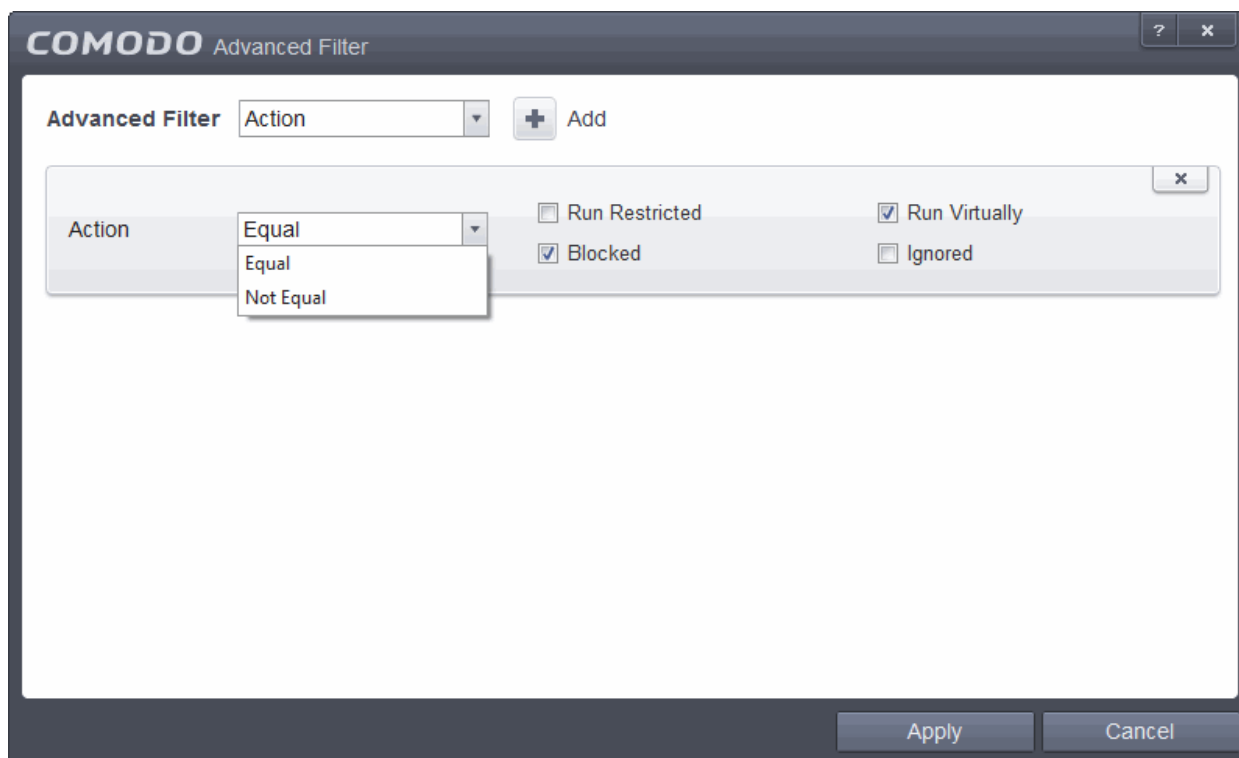 COMODO Advanced Filter ? x
Advanced Filter Action + Add
x
Action Equal Run Restricted Run Virtually
Equal Blocked Ignored
Not Equal
Apply Cancel